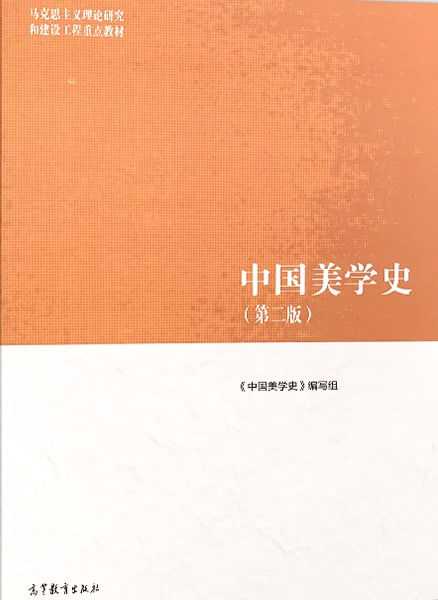 马克思主义理论研究
和建设工程重点教材
中国美学史
（第二版）
《中国美学史》编写组
高等教育出版社